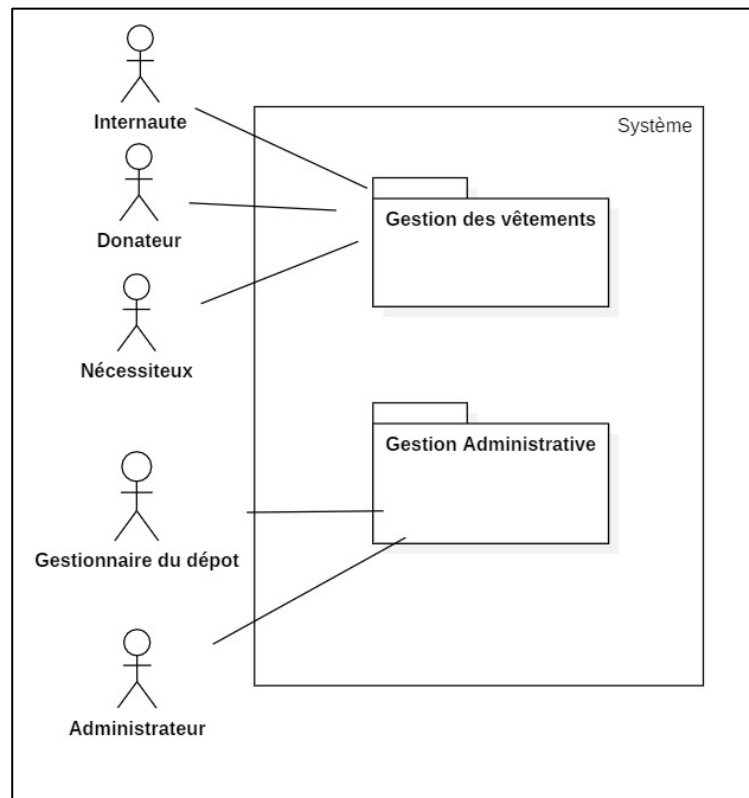 Internaute
Système
Gestion des vêtements
Donateur
Nécessiteux
Gestion Administrative
Gestionnaire du dépot
Administrateur